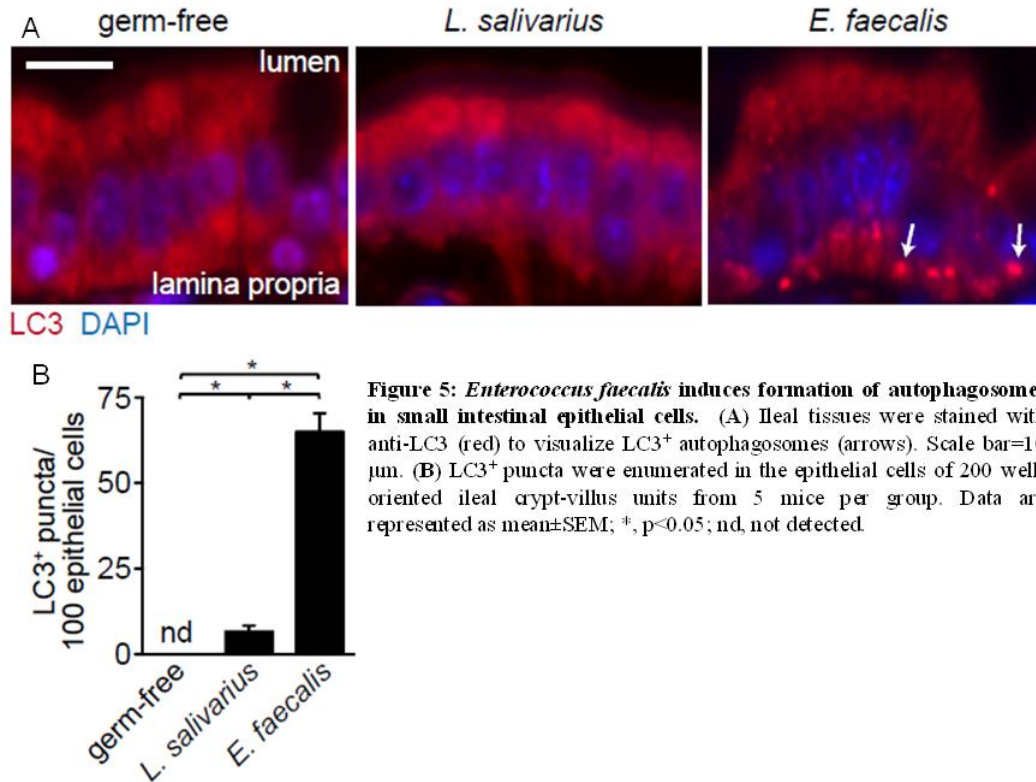 A
germ-free
L. salivarius
E. faecalis
lumen
lamina propria
LC3 DAPI
B
LC3⁺ puncta/
100 epithelial cells
75
50
25
0
*
* *
nd
germ-free
L. salivarius
E. faecalis
Figure 5: Enterococcus faecalis induces formation of autophagosome
in small intestinal epithelial cells. (A) Ileal tissues were stained wit
anti-LC3 (red) to visualize LC3⁺ autophagosomes (arrows). Scale bar=1
µm. (B) LC3⁺ puncta were enumerated in the epithelial cells of 200 well
oriented ileal crypt-villus units from 5 mice per group. Data ar
represented as mean±SEM; *, p<0.05; nd, not detected.